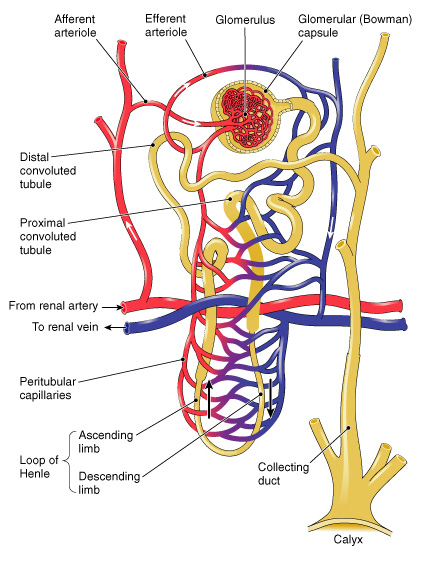 Afferent
arteriole
Efferent
arteriole
Glomerulus
Glomerular (Bowman)
capsule
Distal
convoluted
tubule
Proximal
convoluted
tubule
From renal artery
To renal vein
Peritubular
capillaries
Loop of
Henle
Ascending
limb
Descending
limb
Collecting
duct
Calyx